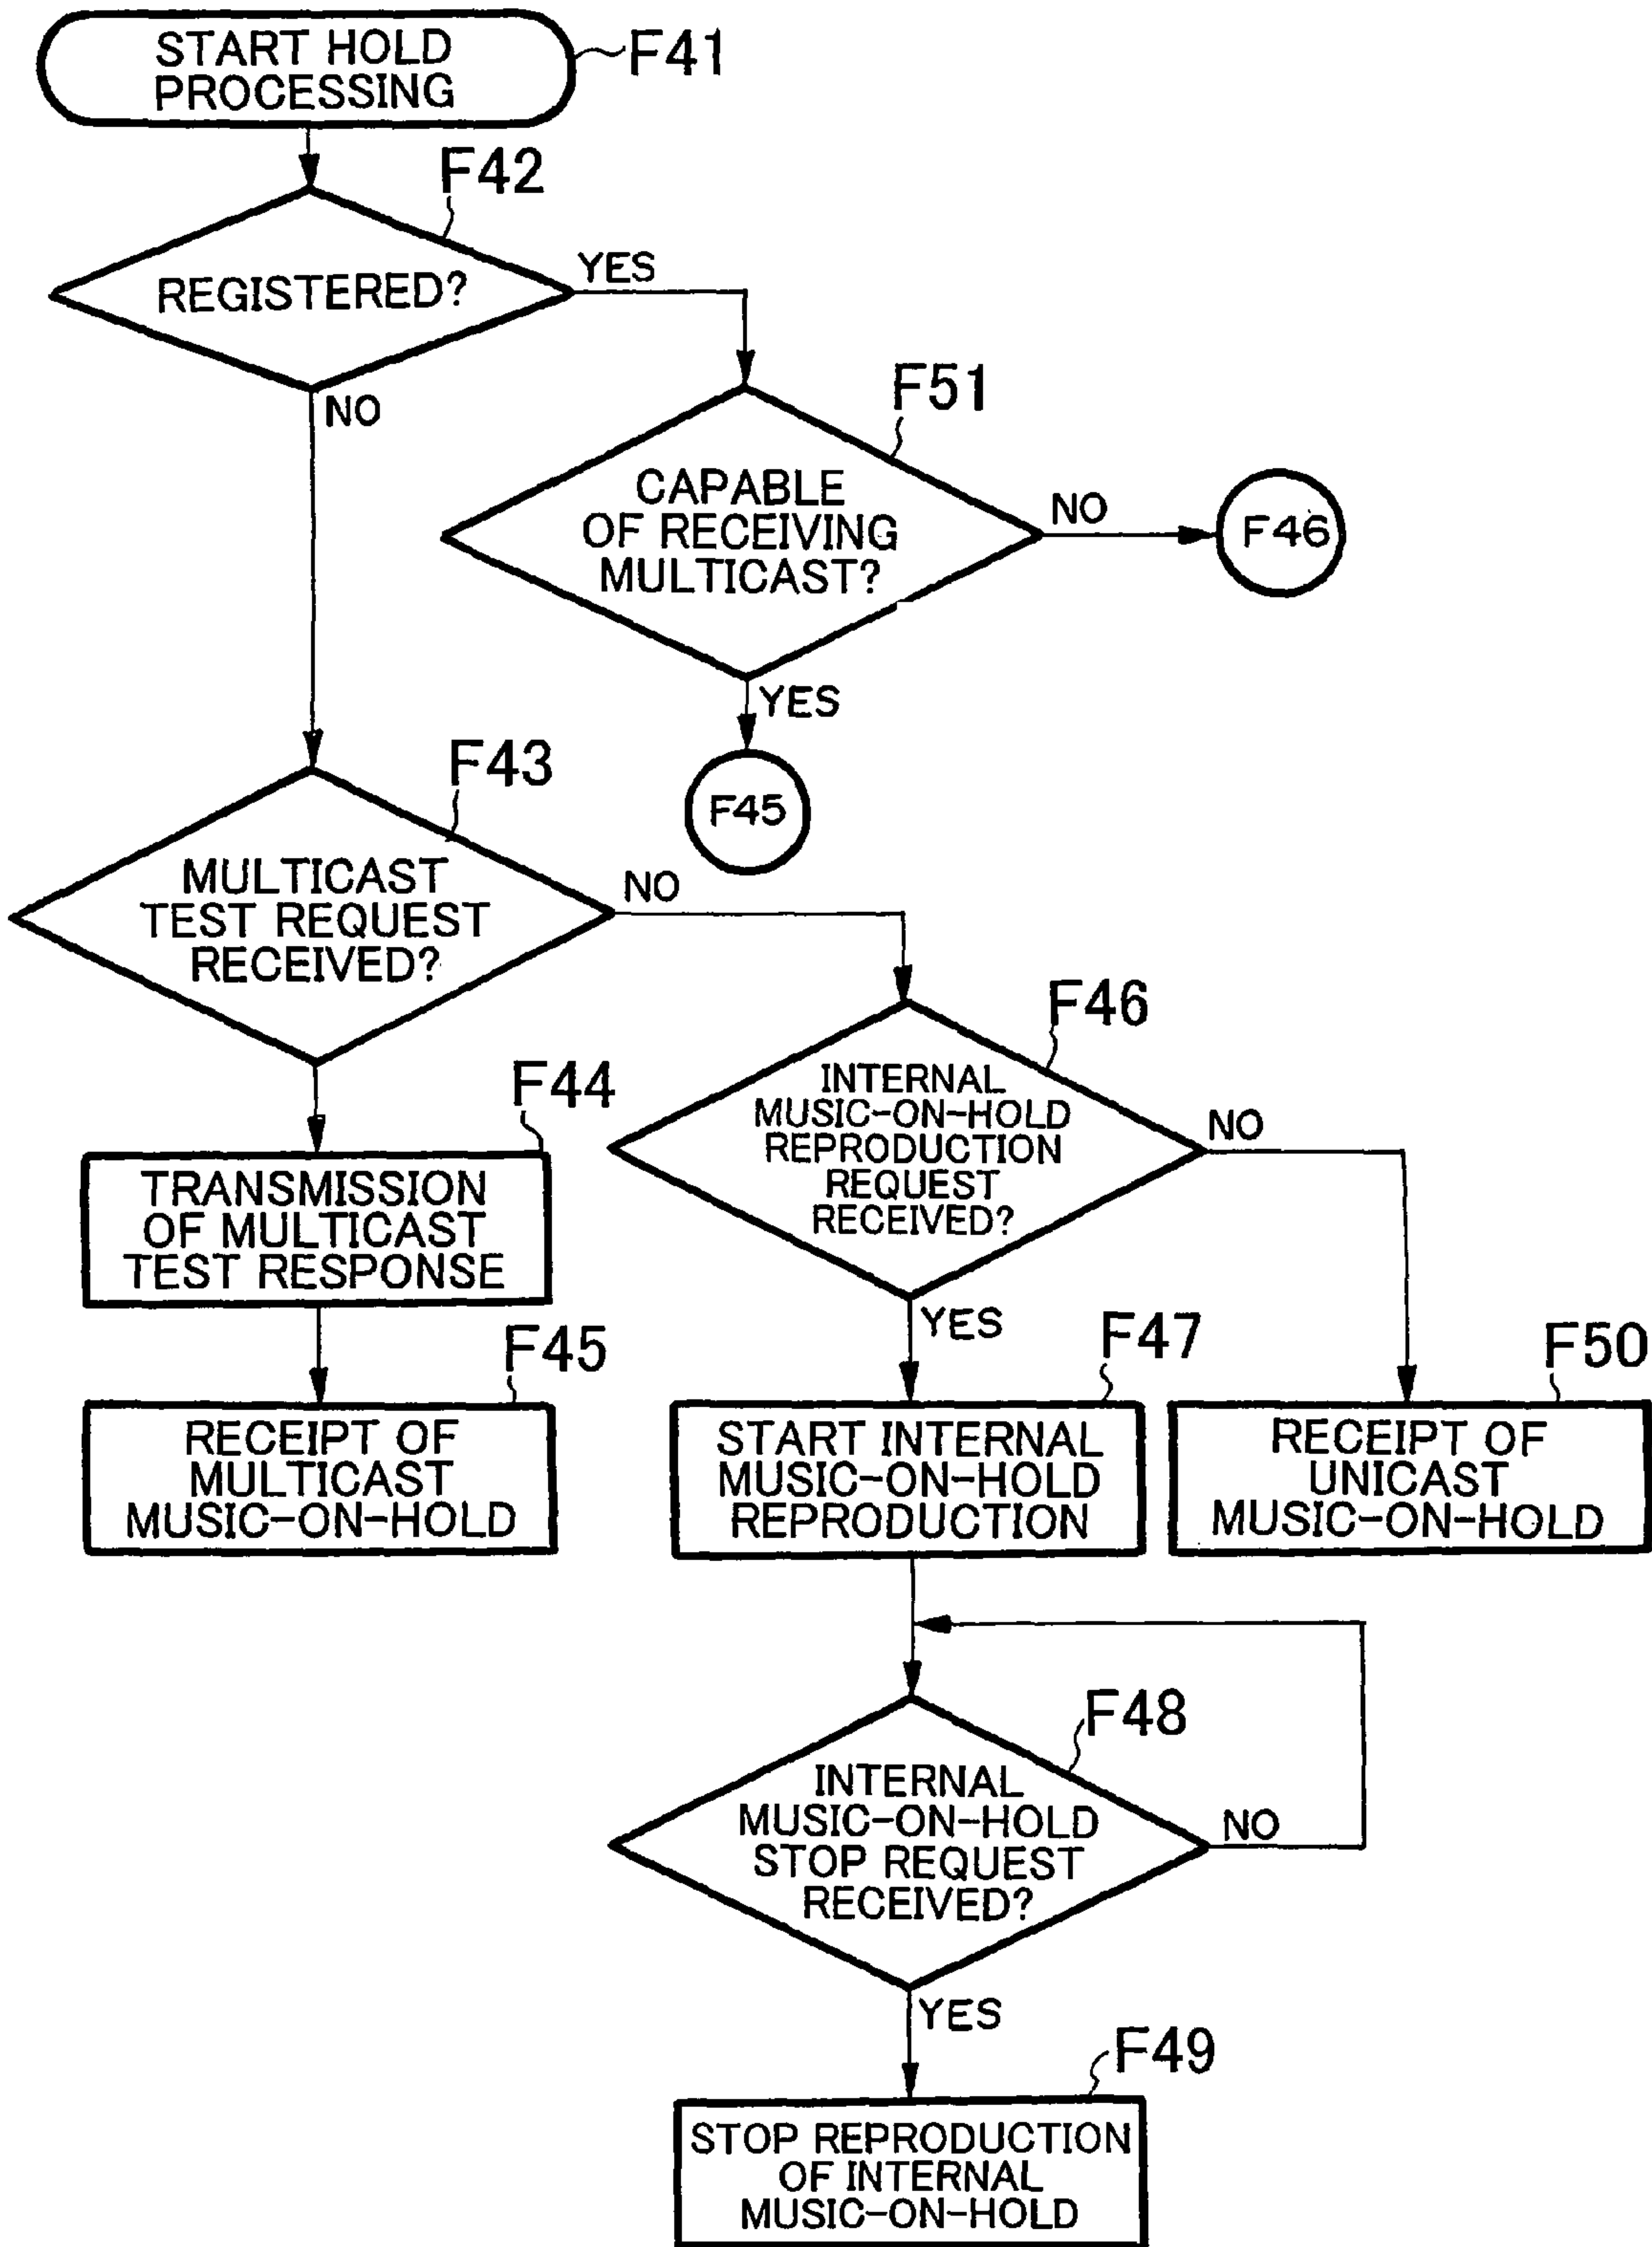 START HOLD
PROCESSING
F41
F42
REGISTERED?
YES
NO
F51
CAPABLE
OF RECEIVING
MULTICAST?
NO
F46
YES
F45
F43
MULTICAST
TEST REQUEST
RECEIVED?
NO
F46
INTERNAL
MUSIC-ON-HOLD
REPRODUCTION
REQUEST
RECEIVED?
NO
YES
F44
TRANSMISSION
OF MULTICAST
TEST RESPONSE
F45
RECEIPT OF
MULTICAST
MUSIC-ON-HOLD
F47
START INTERNAL
MUSIC-ON-HOLD
REPRODUCTION
F50
RECEIPT OF
UNICAST
MUSIC-ON-HOLD
F48
INTERNAL
MUSIC-ON-HOLD
STOP REQUEST
RECEIVED?
NO
YES
F49
STOP REPRODUCTION
OF INTERNAL
MUSIC-ON-HOLD